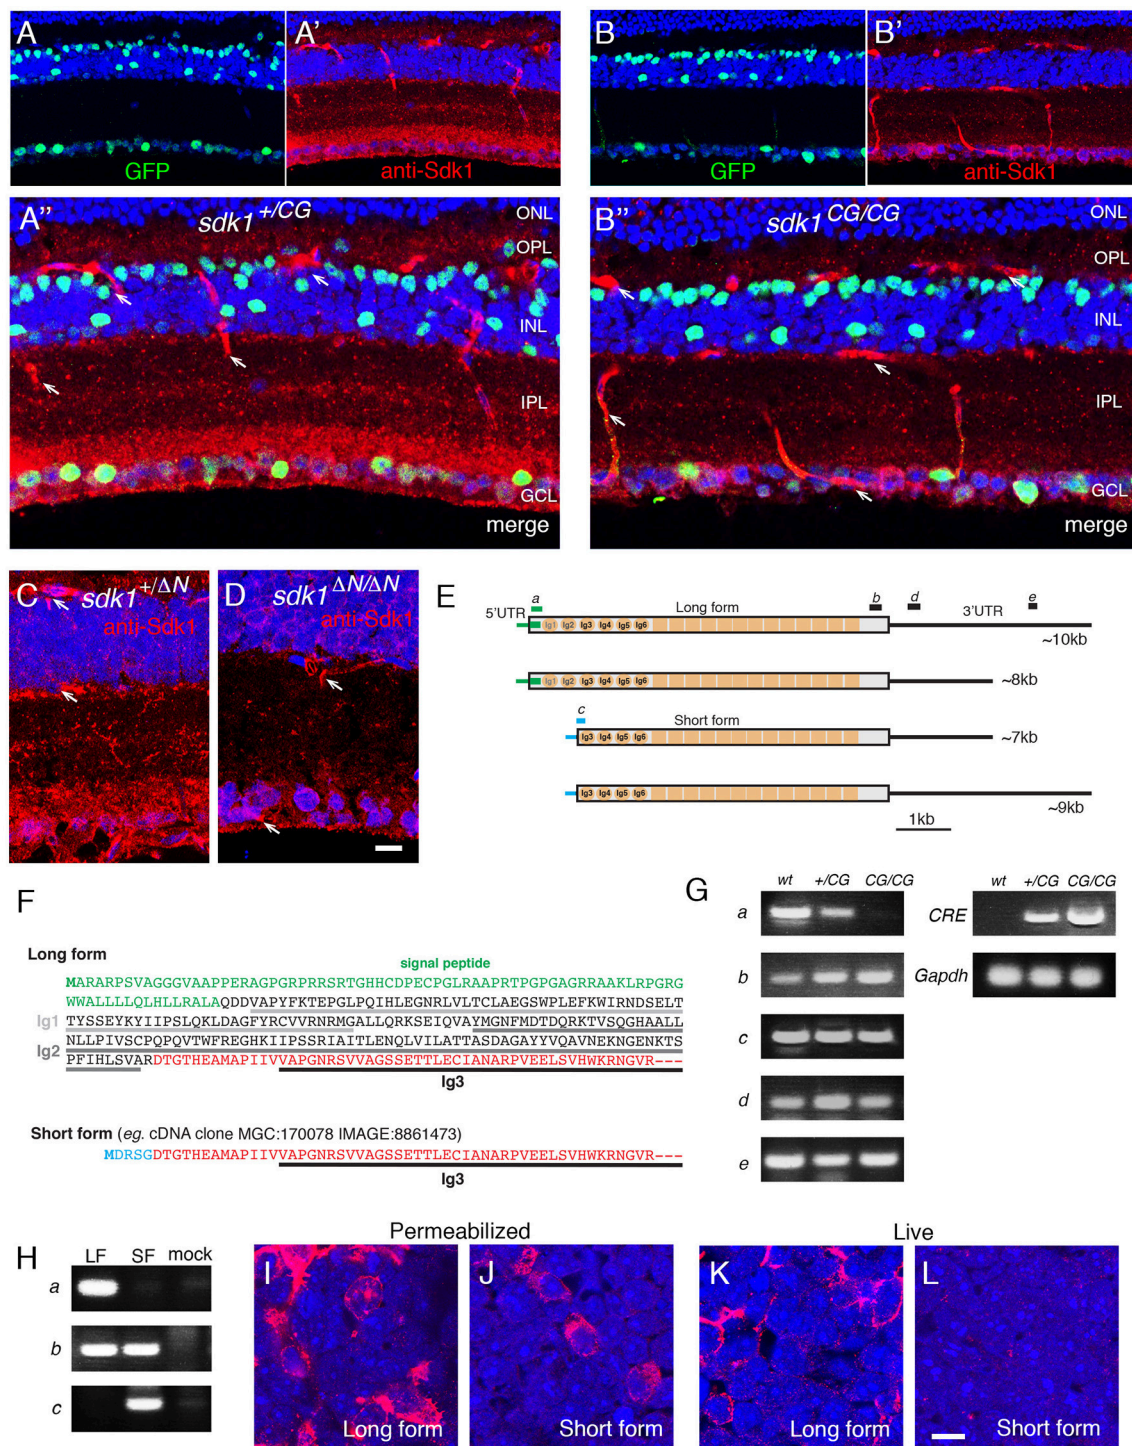 A
GFP
A'
anti-Sdk1
B
GFP
B'
anti-Sdk1
A"
sdk1 +/CG
ONL
OPL
INL
IPL
GCL
merge
B"
sdk1 CG/CG
ONL
OPL
INL
IPL
GCL
merge
C
sdk1 +/ΔN
anti-Sdk1
D
sdk1 ΔN/ΔN
anti-Sdk1
E
a b d e
5'UTR Long form 3'UTR
Ig1 Ig2 Ig3 Ig4 Ig5 Ig6
~10kb
Ig1 Ig2 Ig3 Ig4 Ig5 Ig6
~8kb
c
Short form
Ig3 Ig4 Ig5 Ig6
~7kb
Ig3 Ig4 Ig5 Ig6
~9kb
1kb
F
Long form
signal peptide
MARARPSVAGGGVAAPPERAGPGRPRRSRTGHHCDPECPGLRAAPRTPGPGAGRRAAKLRPGRG
WWALLLLQLHLLRALAQDDVAPYFKTEPGLPQIHLEGNRLVLTCLAEGSWPLEFKWIRNDSELT
Ig1 TYSSEYKYIIPSLQKLDAGFYRCVVRNRMGALLQRKSEIQVAYMGNFMDTDQRKTVSQGHAALL
NLLPIVSCPQPQVTWFREGHKIIPSSRIAITLENQLVILATTASDAGAYYVQAVNEKNGENKTS
Ig2 PFIHLSVARDTGTHEAMAPIIVVAPGNRSVVAGSSETTLECIANARPVEELSVHWKRNGVR---
Ig3
Short form (eg. cDNA clone MGC:170078 IMAGE:8861473)
MDRSGDTGTHEAMAPIIVVAPGNRSVVAGSSETTLECIANARPVEELSVHWKRNGVR---
Ig3
G
wt +/CG CG/CG
a
b
c
d
e
wt +/CG CG/CG
CRE
Gapdh
H
LF SF mock
a
b
c
Permeabilized
I
Long form
J
Short form
Live
K
Long form
L
Short form